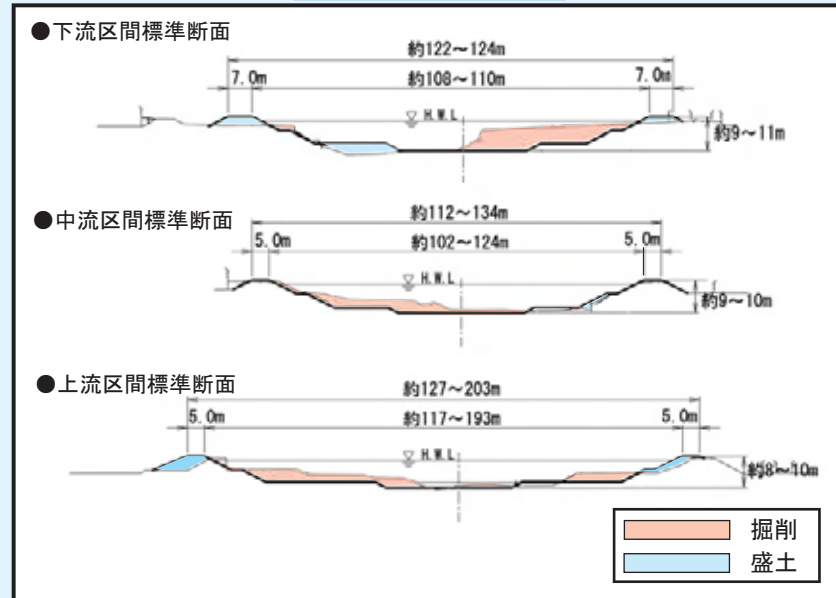 ●下流区間標準断面
約122～124m
7.0m 約108～110m 7.0m
H.W.L
約9～11m
●中流区間標準断面
約112～134m
5.0m 約102～124m 5.0m
H.W.L
約9～10m
●上流区間標準断面
約127～203m
5.0m 約117～193m 5.0m
H.W.L
約8～10m
掘削
盛土